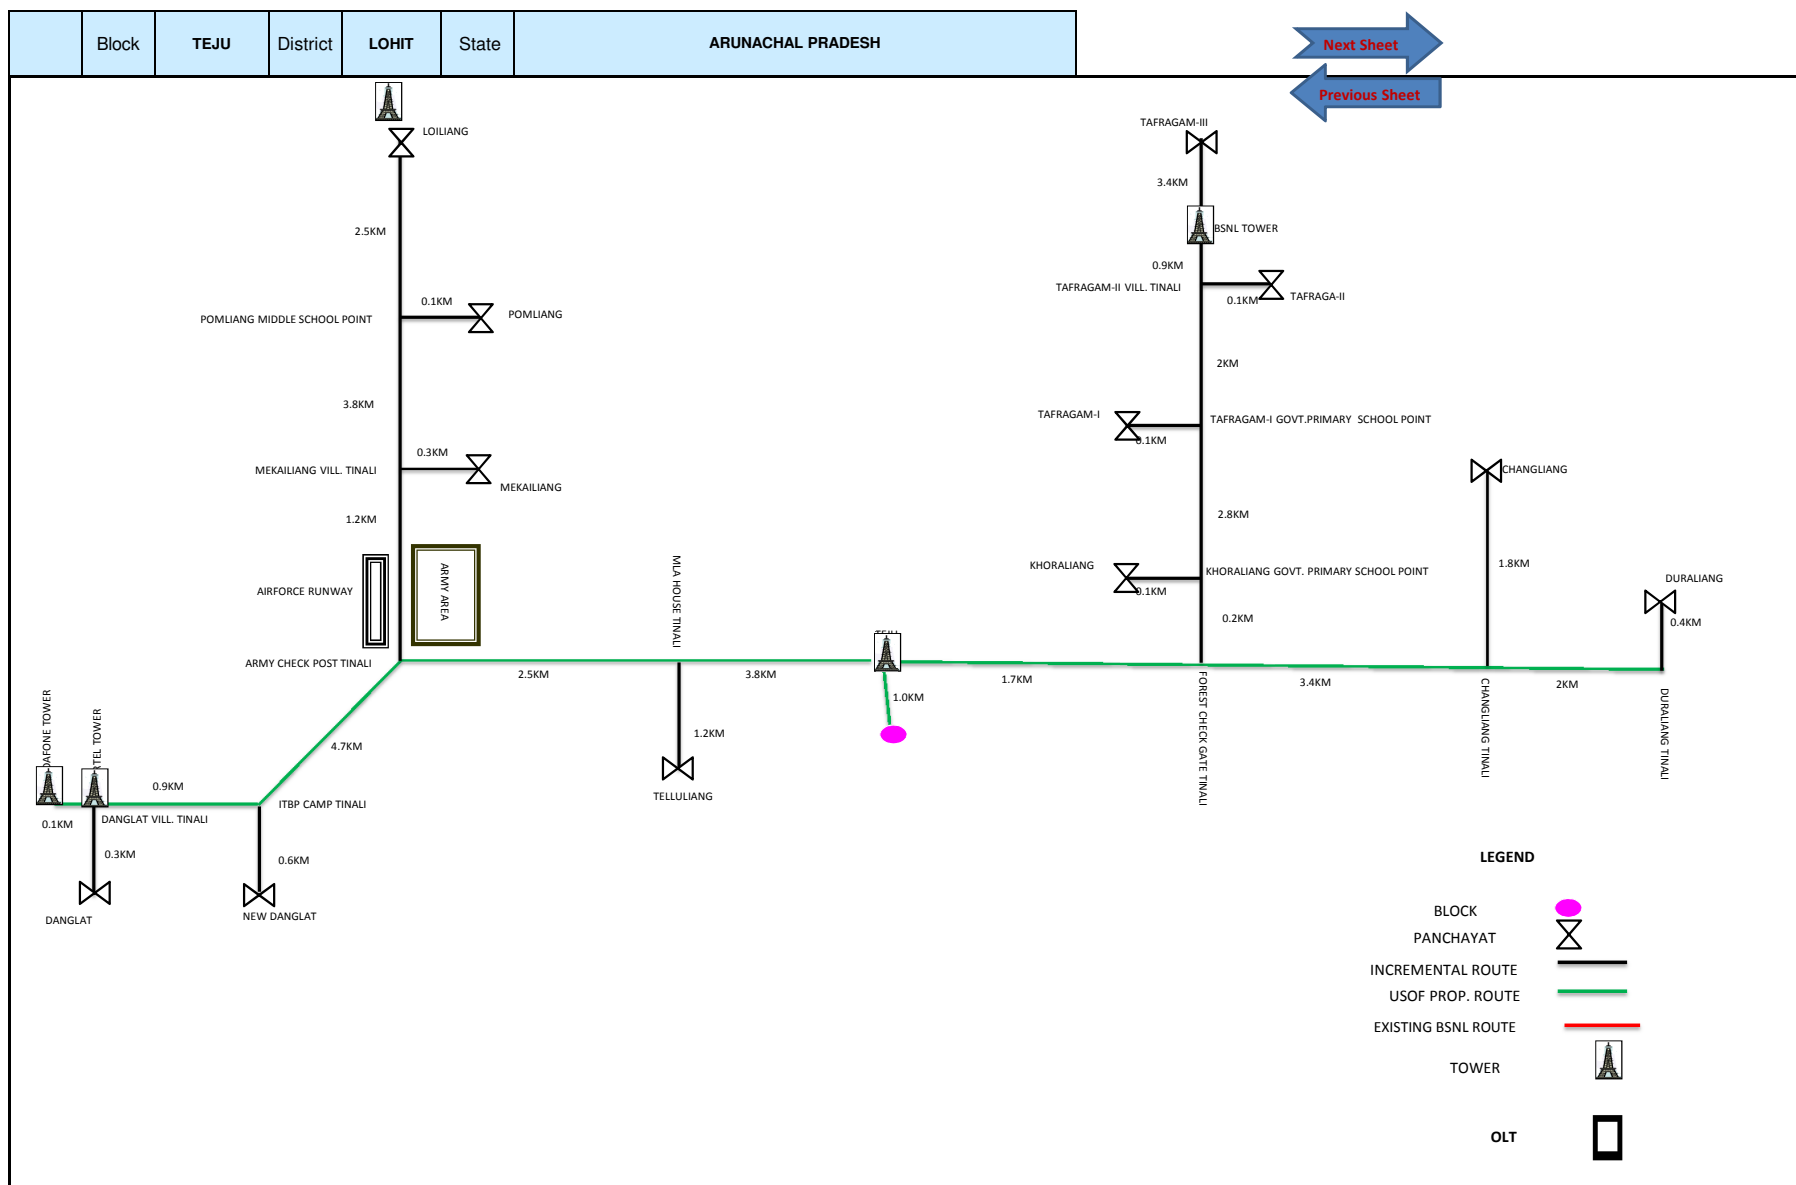 Block TEJU District LOHIT State ARUNACHAL PRADESH
Next Sheet
Previous Sheet
LOILIANG
TAFRAGAM-III
3.4KM
2.5KM
BSNL TOWER
0.9KM
TAFRAGAM-II VILL. TINALI
0.1KM
TAFRAGA-II
0.1KM
POMLIANG MIDDLE SCHOOL POINT
POMLIANG
2KM
3.8KM
TAFRAGAM-I
TAFRAGAM-I GOVT.PRIMARY SCHOOL POINT
0.1KM
0.3KM
MEKAILIANG VILL. TINALI
MEKAILIANG
CHANGLIANG
1.2KM
2.8KM
AIRFORCE RUNWAY
ARMY AREA
MLA HOUSE TINALI
KHORALIANG
0.1KM
KHORALIANG GOVT. PRIMARY SCHOOL POINT
1.8KM
DURALIANG
0.4KM
0.2KM
ARMY CHECK POST TINALI
2.5KM
3.8KM
1.0KM
1.7KM
3.4KM
2KM
FOREST CHECK GATE TINALI
CHANGLIANG TINALI
DURALIANG TINALI
TOWER
TOWER
4.7KM
1.2KM
TELLULIANG
0.9KM
ITBP CAMP TINALI
0.1KM
DANGLAT VILL. TINALI
0.3KM
0.6KM
DANGLAT
NEW DANGLAT
LEGEND
BLOCK
PANCHAYAT
INCREMENTAL ROUTE
USOF PROP. ROUTE
EXISTING BSNL ROUTE
TOWER
OLT